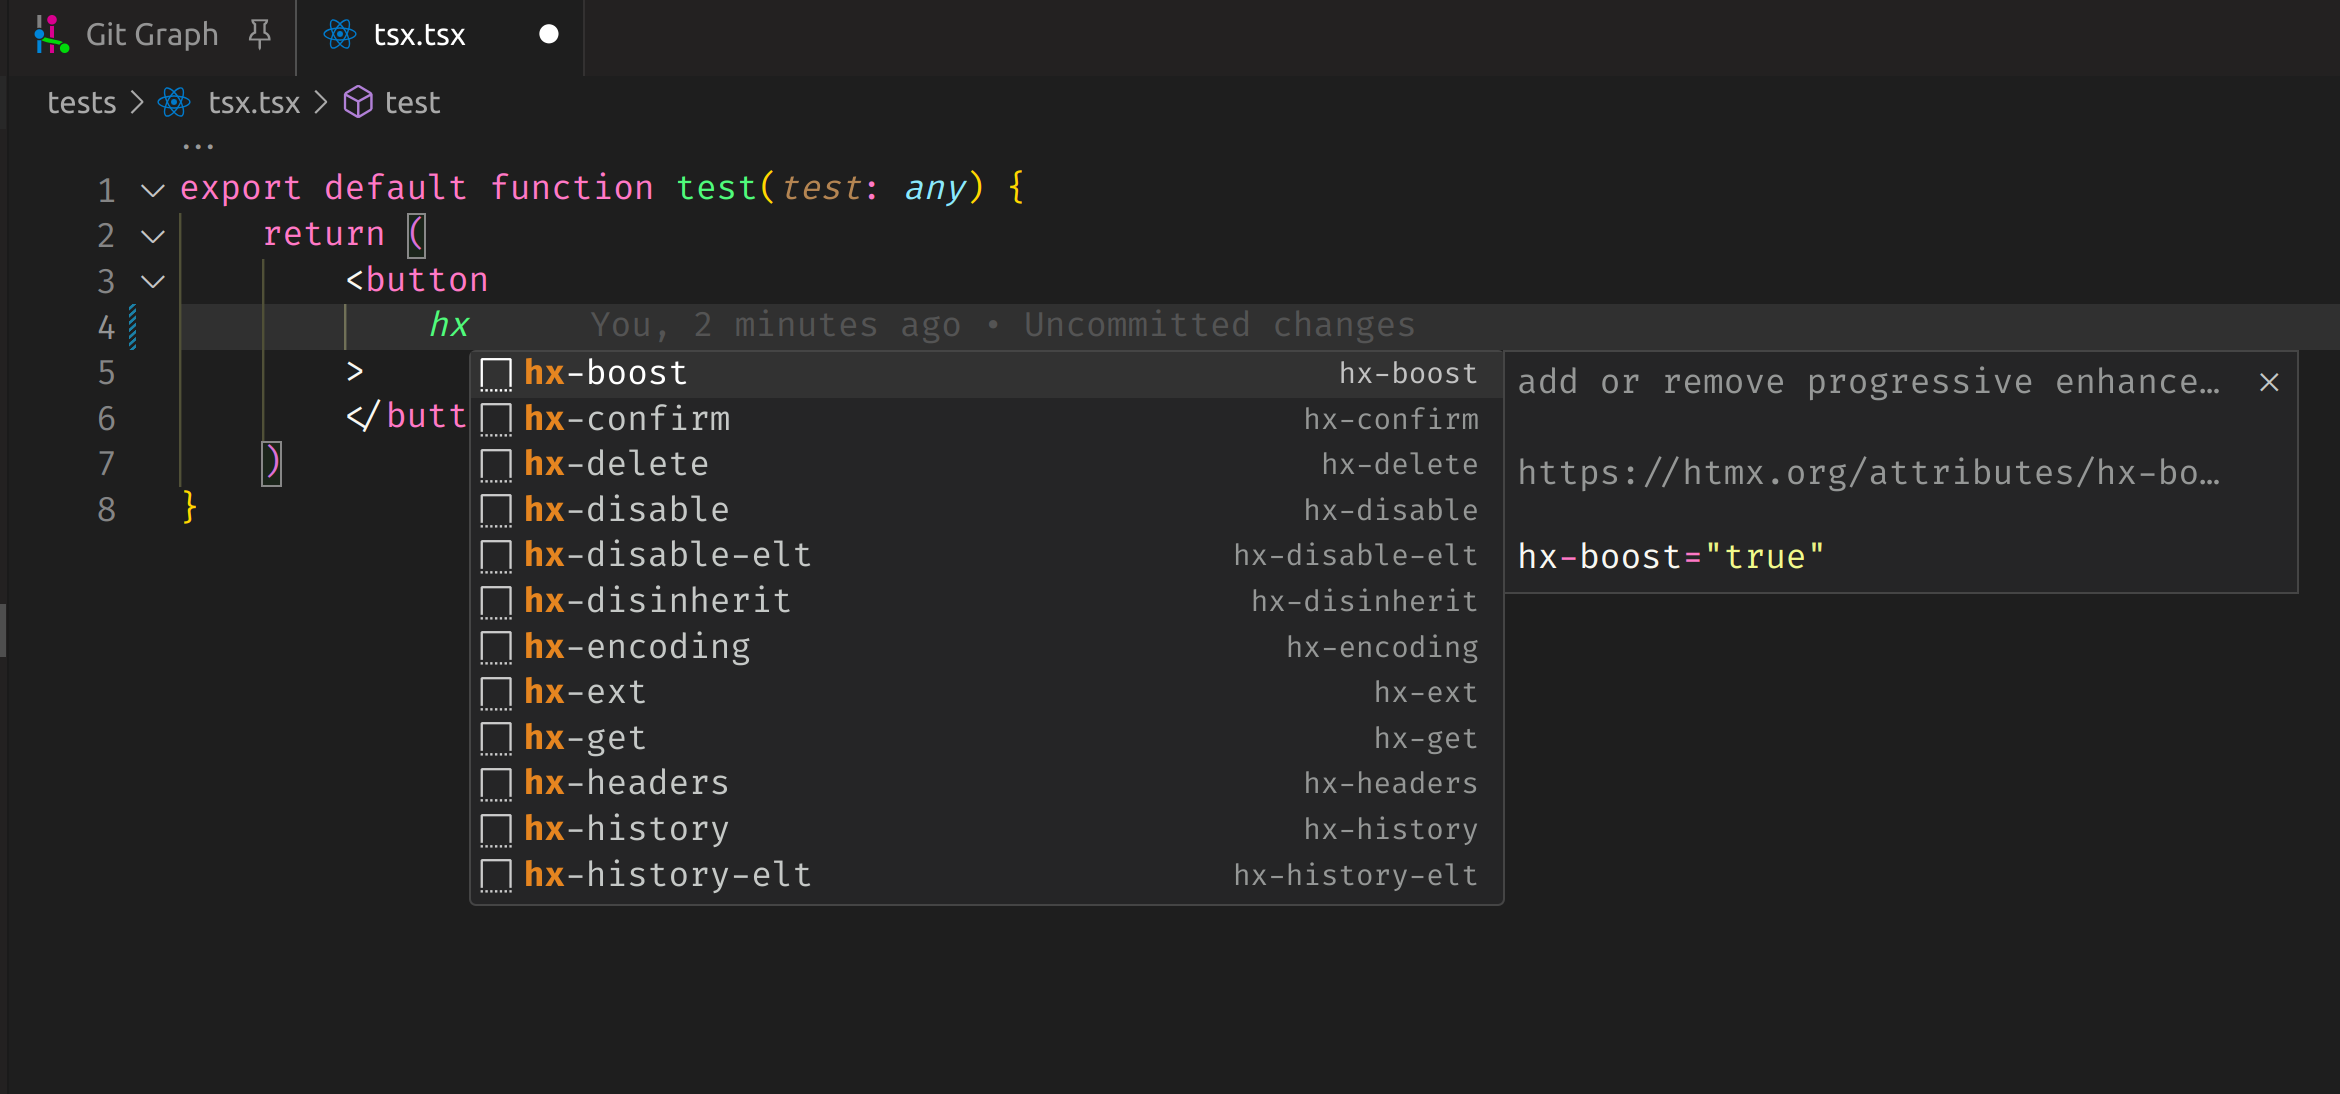 Git Graph tsx.tsx
tests > tsx.tsx > test
...
1 export default function test(test: any) {
2 return (
3 <button
4 hx You, 2 minutes ago • Uncommitted changes
5 >
6 </butt
7 )
8 }
hx-boost hx-boost
hx-confirm hx-confirm
hx-delete hx-delete
hx-disable hx-disable
hx-disable-elt hx-disable-elt
hx-disinherit hx-disinherit
hx-encoding hx-encoding
hx-ext hx-ext
hx-get hx-get
hx-headers hx-headers
hx-history hx-history
hx-history-elt hx-history-elt
add or remove progressive enhance…
https://htmx.org/attributes/hx-bo…
hx-boost="true"